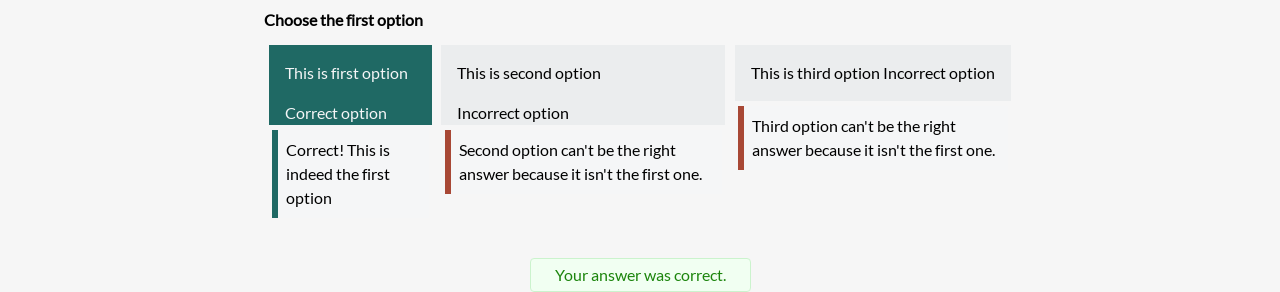 Choose the first option
This is first option
Correct option
Correct! This is
indeed the first
option
This is second option
Incorrect option
Second option can't be the right
answer because it isn't the first one.
This is third option Incorrect option
Third option can't be the right
answer because it isn't the first one.
Your answer was correct.